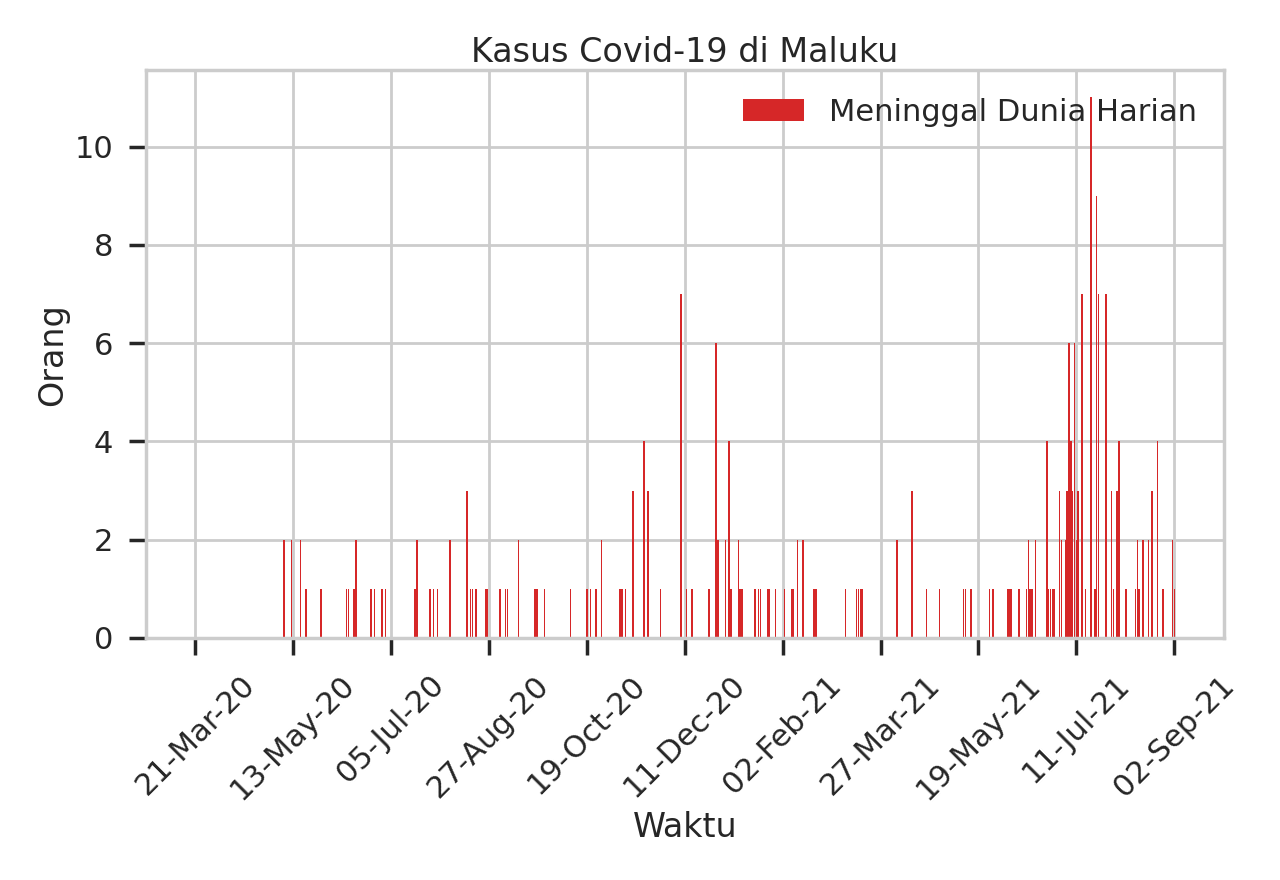 Kasus Covid-19 di Maluku
Meninggal Dunia Harian
10
8
6
4
2
0
Orang
21-Mar-20
13-May-20
05-Jul-20
27-Aug-20
19-Oct-20
11-Dec-20
02-Feb-21
27-Mar-21
19-May-21
11-Jul-21
02-Sep-21
Waktu